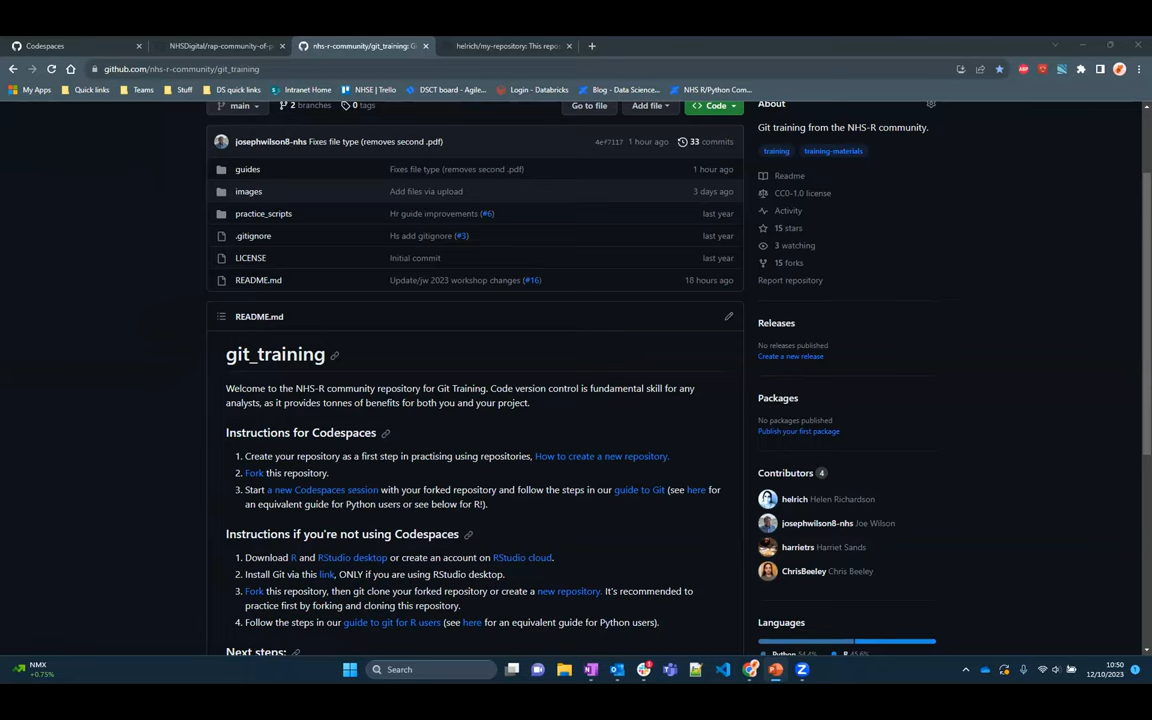 Codespaces
NHSDigital/rap-community-of-p
nhs-r-community/git_training: G
helrich/my-repository: This repo
github.com/nhs-r-community/git_training
My Apps
Quick links
Teams
Stuff
DS quick links
Intranet Home
NHSE | Trello
DSCT board - Agile...
Login - Databricks
Blog - Data Science...
NHS R/Python Com...
main
2 branches
0 tags
Go to file
Add file
<> Code
About
Git training from the NHS-R community.
training
training-materials
josephwilson8-nhs Fixes file type (removes second .pdf)
4ef7117 1 hour ago
33 commits
guides Fixes file type (removes second .pdf) 1 hour ago
images Add files via upload 3 days ago
practice_scripts Hr guide improvements (#6) last year
.gitignore Hs add gitignore (#3) last year
LICENSE Initial commit last year
README.md Update/jw 2023 workshop changes (#16) 18 hours ago
Readme
CC0-1.0 license
Activity
15 stars
3 watching
15 forks
Report repository
README.md
git_training
Welcome to the NHS-R community repository for Git Training. Code version control is fundamental skill for any
analysts, as it provides tonnes of benefits for both you and your project.
Instructions for Codespaces
1. Create your repository as a first step in practising using repositories, How to create a new repository.
2. Fork this repository.
3. Start a new Codespaces session with your forked repository and follow the steps in our guide to Git (see here for
an equivalent guide for Python users or see below for R!).
Instructions if you're not using Codespaces
1. Download R and RStudio desktop or create an account on RStudio cloud.
2. Install Git via this link, ONLY if you are using RStudio desktop.
3. Fork this repository, then git clone your forked repository or create a new repository. It's recommended to
practice first by forking and cloning this repository.
4. Follow the steps in our guide to git for R users (see here for an equivalent guide for Python users).
Next steps:
Releases
No releases published
Create a new release
Packages
No packages published
Publish your first package
Contributors 4
helrich Helen Richardson
josephwilson8-nhs Joe Wilson
harrietrs Harriet Sands
ChrisBeeley Chris Beeley
Languages
Python 54.4%
R 45.6%
NMX
+0.75%
Search
10:50
12/10/2023